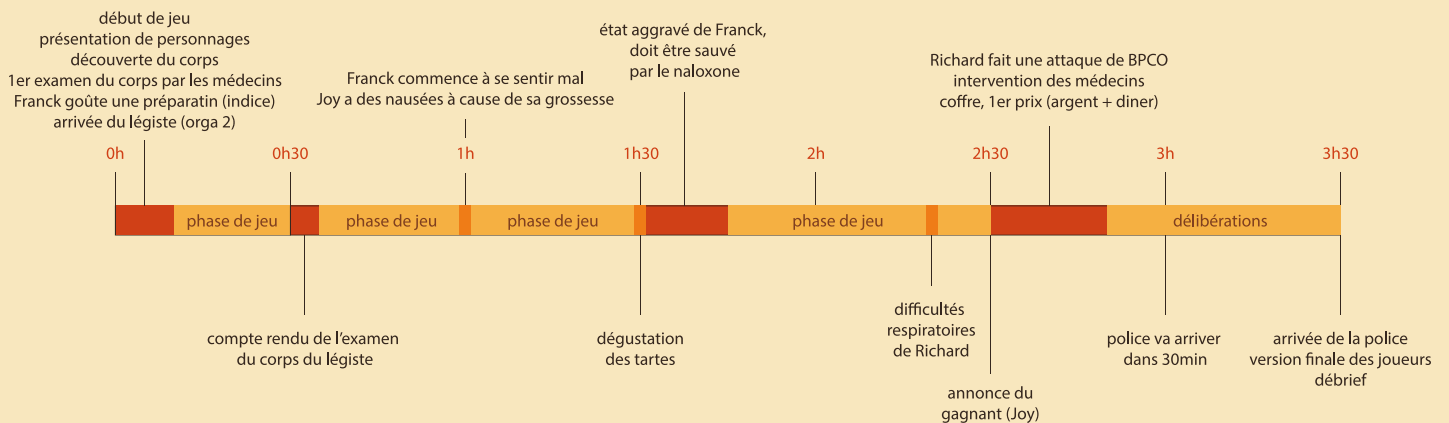 début de jeu
présentation de personnages
découverte du corps
1er examen du corps par les médecins
Franck goûte une préparatin (indice)
arrivée du légiste (orga 2)
Franck commence à se sentir mal
Joy a des nausées à cause de sa grossesse
état aggravé de Franck,
doit être sauvé
par le naloxone
Richard fait une attaque de BPCO
intervention des médecins
coffre, 1er prix (argent + diner)
0h
0h30
1h
1h30
2h
2h30
3h
3h30
phase de jeu
phase de jeu
phase de jeu
phase de jeu
délibérations
compte rendu de l'examen
du corps du légiste
dégustation
des tartes
difficultés
respiratoires
de Richard
annonce du
gagnant (Joy)
police va arriver
dans 30min
arrivée de la police
version finale des joueurs
débrief